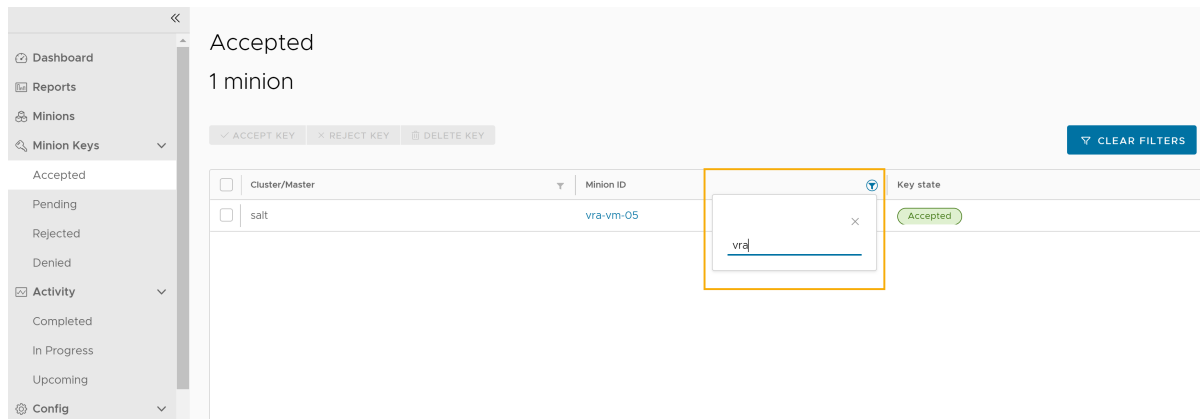 Dashboard
Reports
Minions
Minion Keys
Accepted
Pending
Rejected
Denied
Activity
Completed
In Progress
Upcoming
Config
Accepted
1 minion
ACCEPT KEY REJECT KEY DELETE KEY
CLEAR FILTERS
Cluster/Master Minion ID Key state
salt vra-vm-05 Accepted
vra